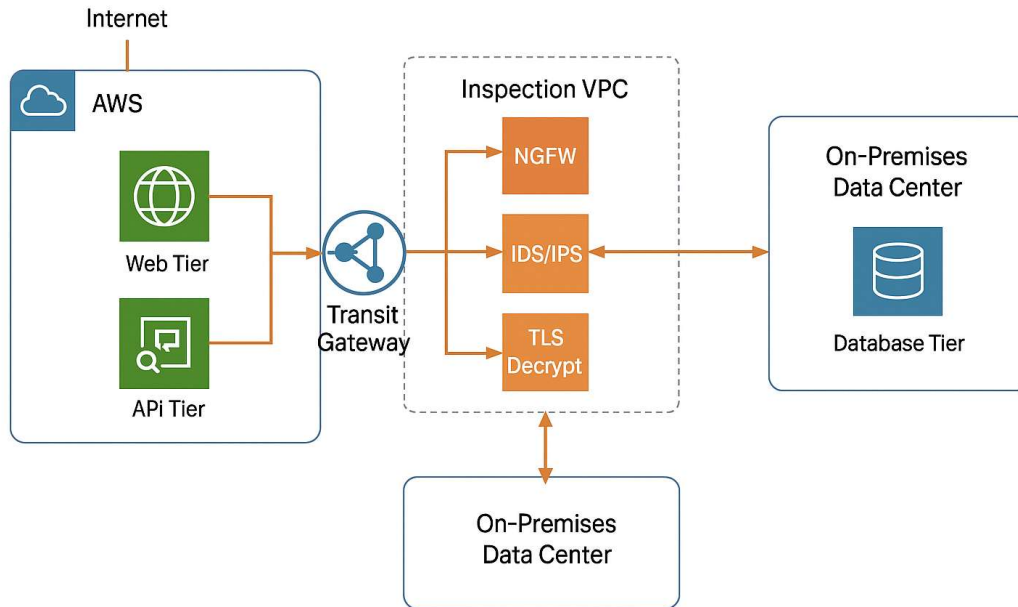 Internet
AWS
Web Tier
APi Tier
Transit
Gateway
Inspection VPC
NGFW
IDS/IPS
TLS
Decrypt
On-Premises
Data Center
Database Tier
On-Premises
Data Center